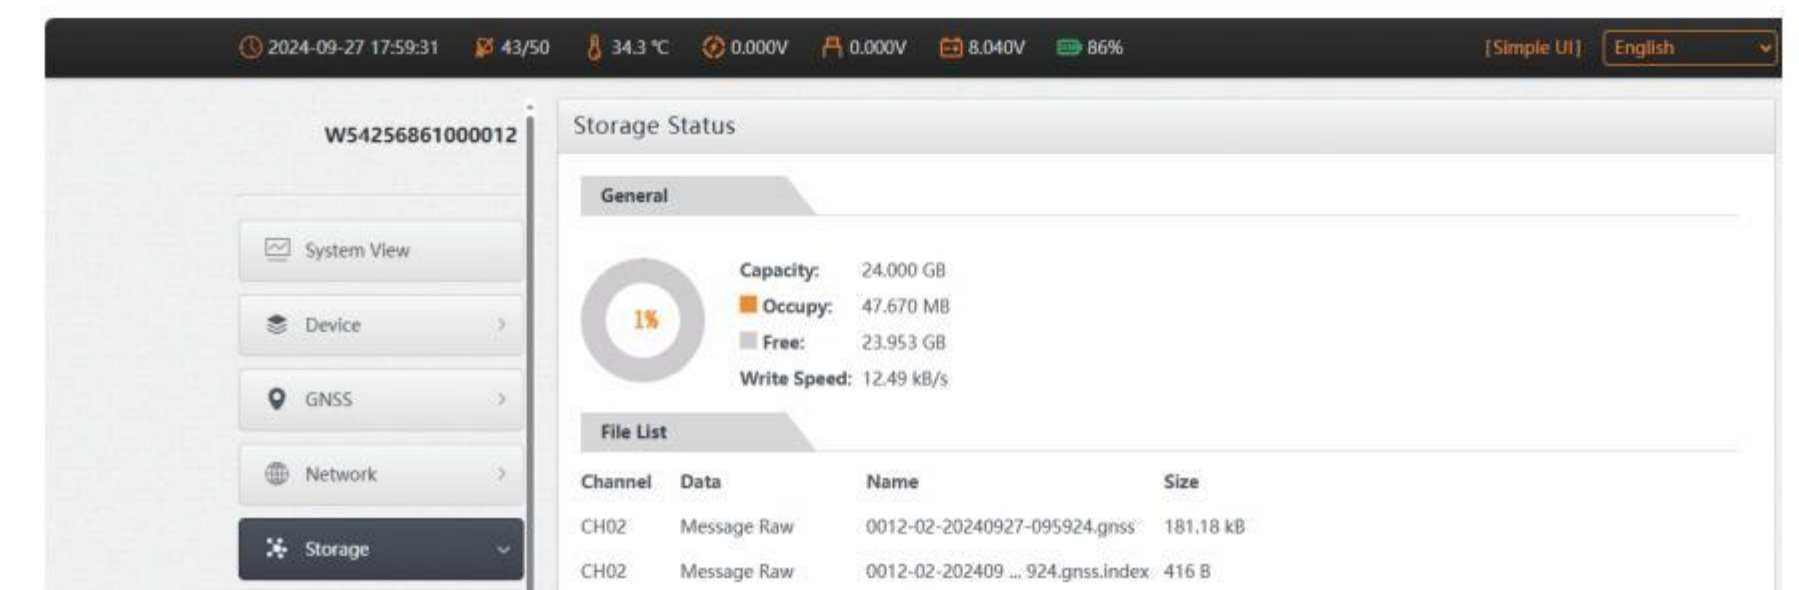 2024-09-27 17:59:31 43/50 34.3 ℃ 0.000V 0.000V 8.040V 86% [Simple UI] English
W54256861000012
System View
Device
GNSS
Network
Storage
Storage Status
General
1%
Capacity: 24.000 GB
Occupy: 47.670 MB
Free: 23.953 GB
Write Speed: 12.49 kB/s
File List
Channel Data Name Size
CH02 Message Raw 0012-02-20240927-095924.gnss 181.18 kB
CH02 Message Raw 0012-02-202409 ... 924.gnss.index 416 B